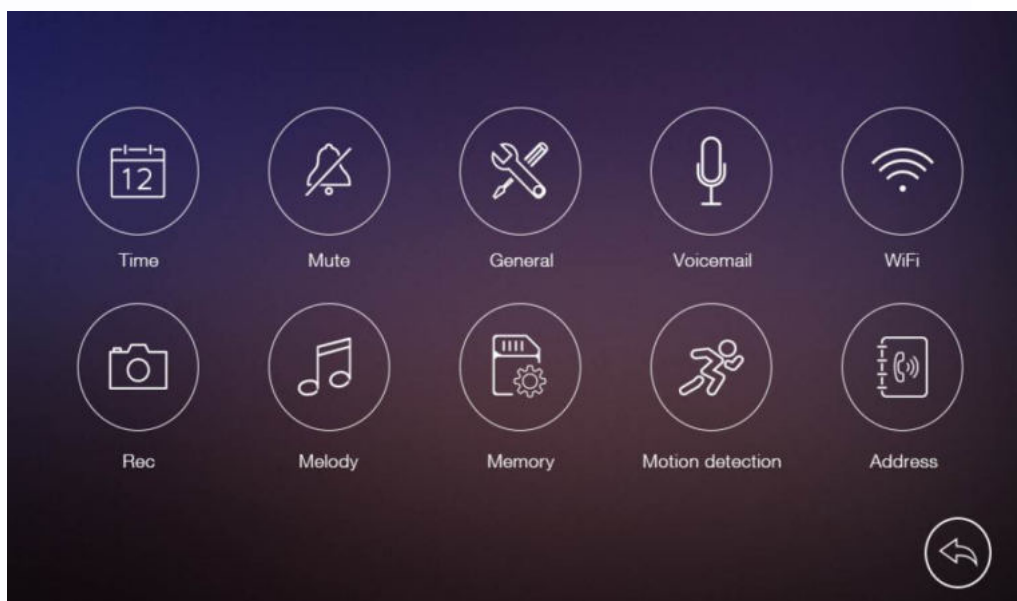 12
Time
Mute
General
Voicemail
WiFi
Rec
Melody
Memory
Motion detection
Address